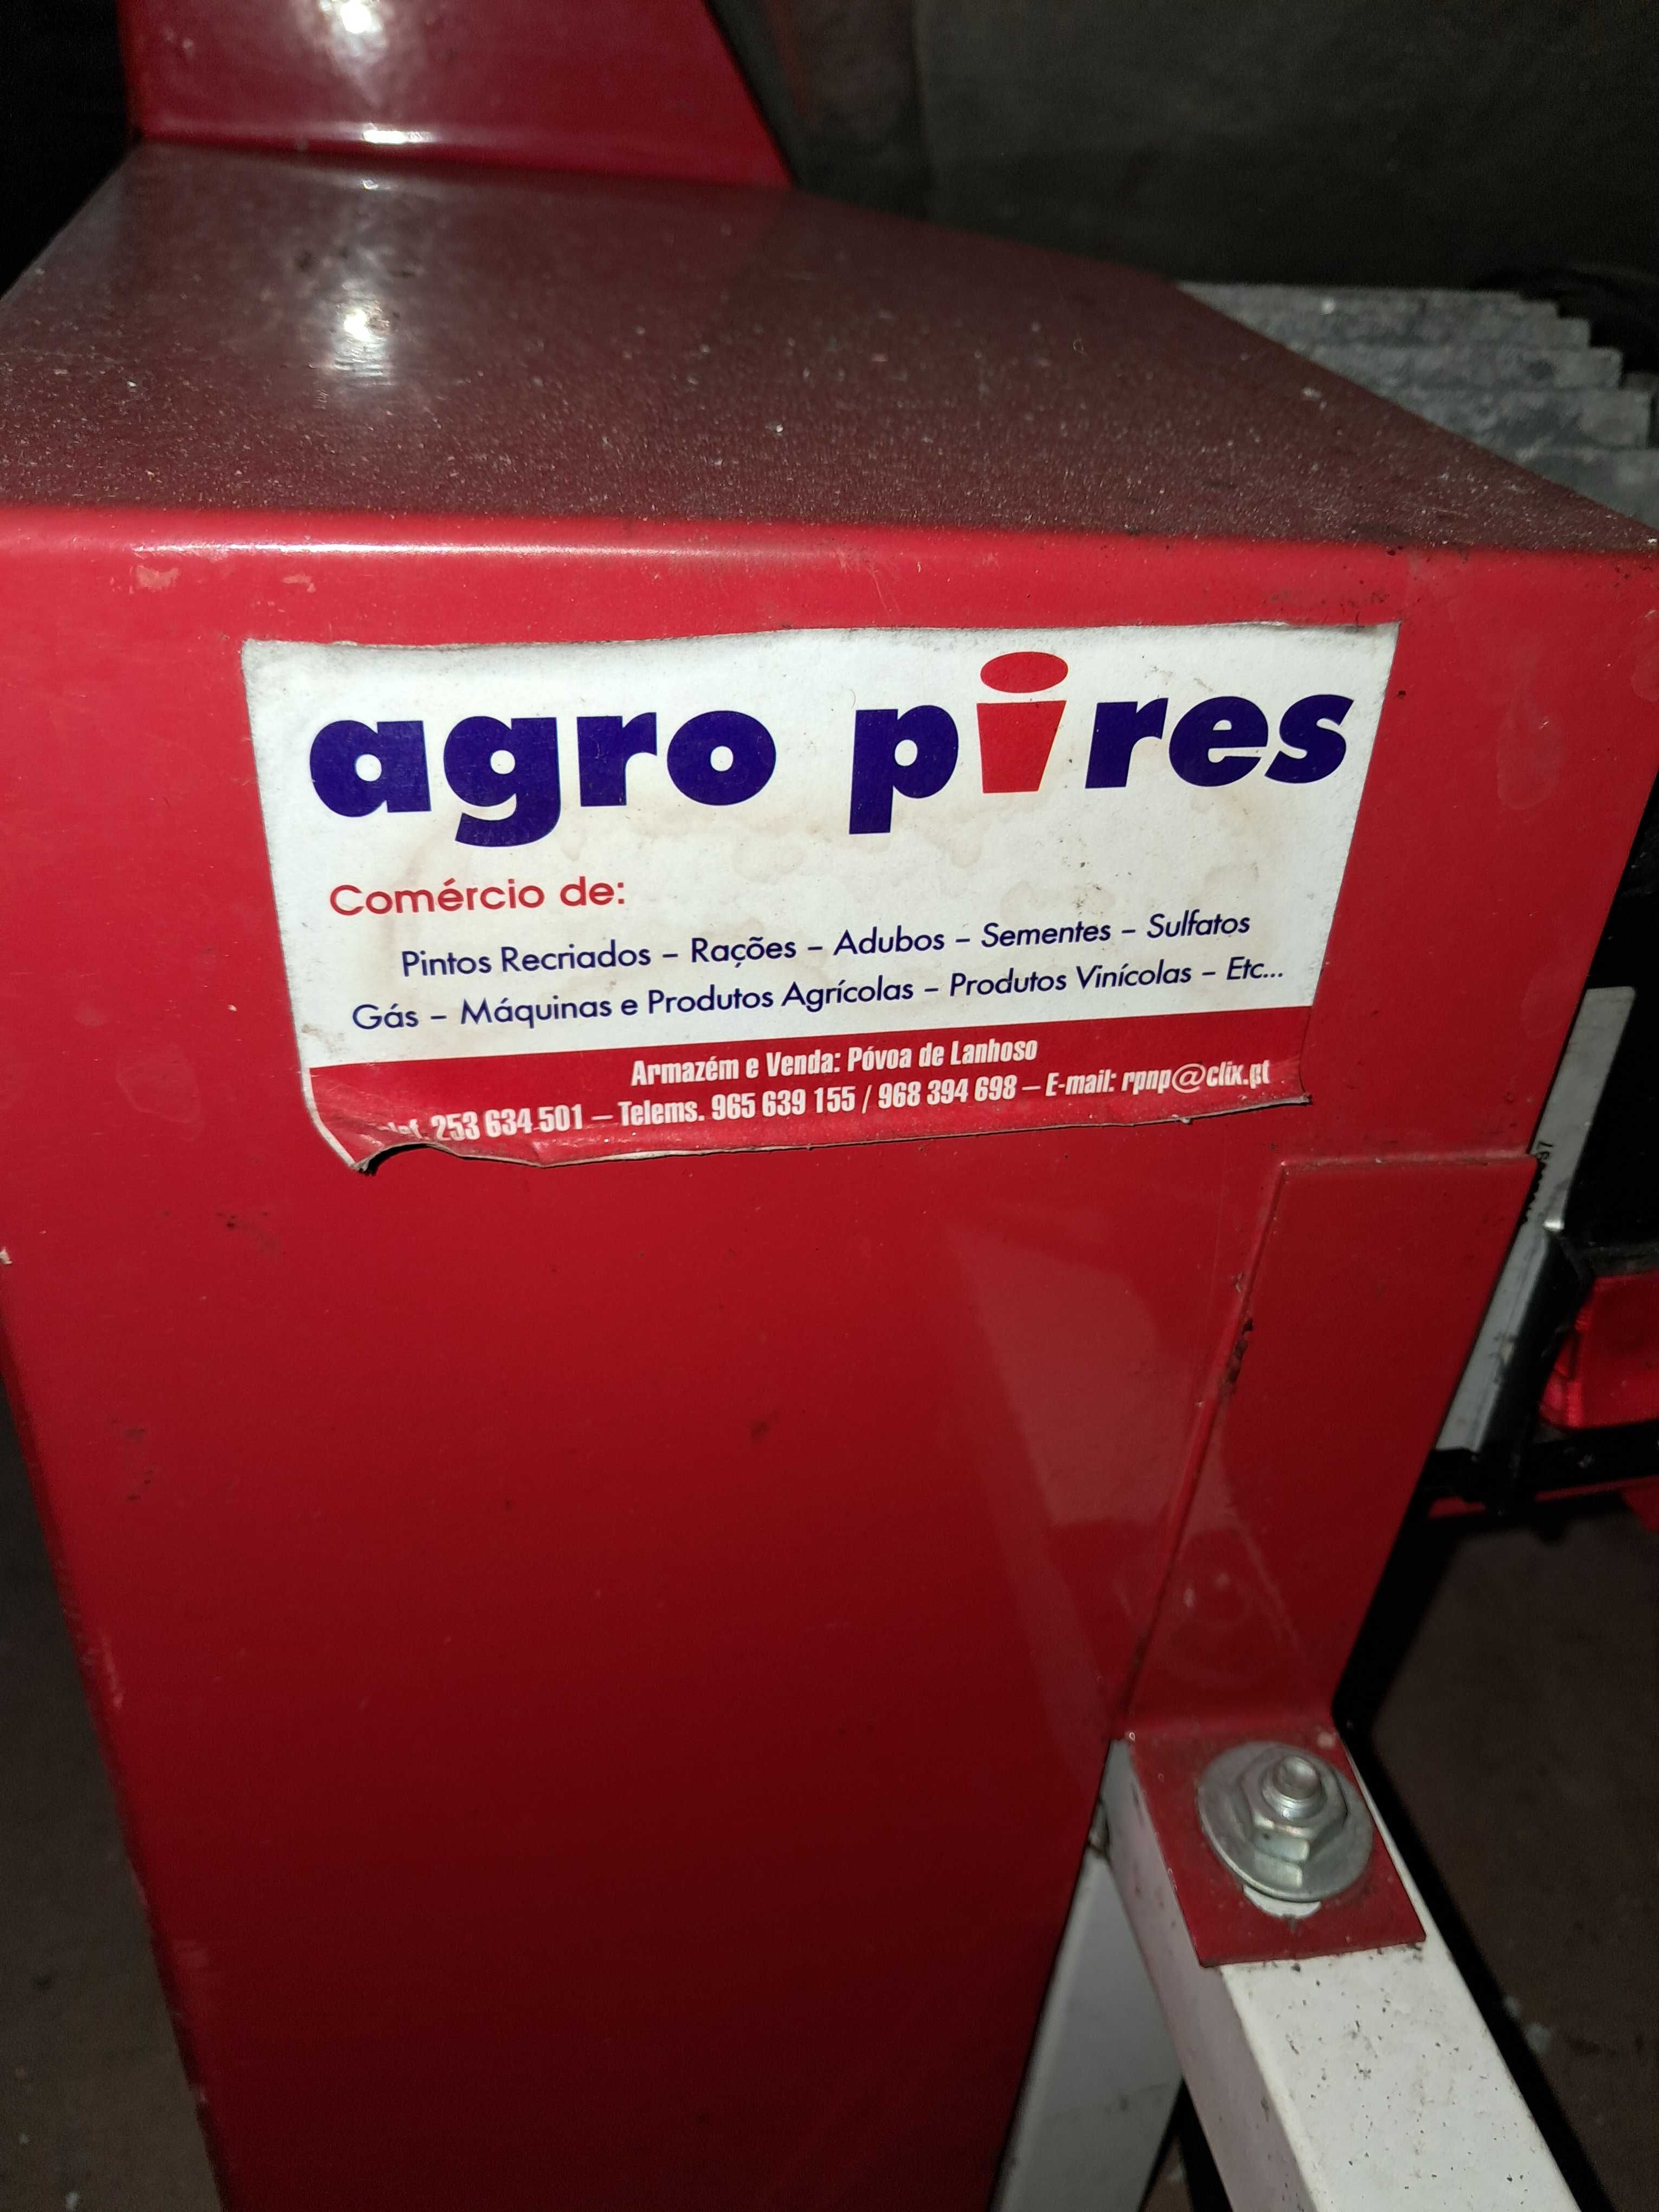 agro pires
Comércio de:
Pintos Recriados – Rações – Adubos – Sementes – Sulfatos
Gás – Máquinas e Produtos Agrícolas – Produtos Vinícolas – Etc...
Armazém e Venda: Póvoa de Lanhoso
253 634 501 – Telems. 965 639 155 / 968 394 698 – E-mail: rpnp@clix.pt